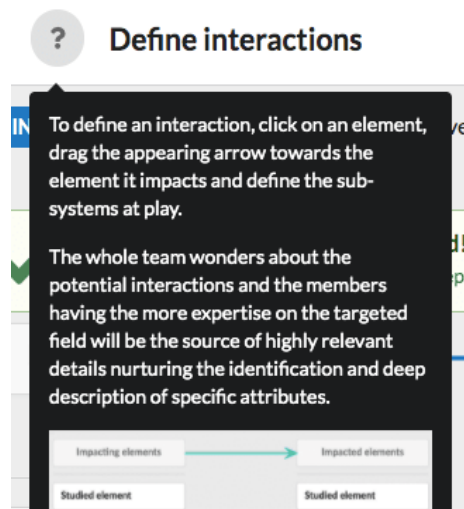 ?
Define interactions
IN
To define an interaction, click on an element,
drag the appearing arrow towards the
element it impacts and define the sub-
systems at play.
The whole team wonders about the
potential interactions and the members
having the more expertise on the targeted
field will be the source of highly relevant
details nurturing the identification and deep
description of specific attributes.
Impacting elements
Impacted elements
Studied element
Studied element